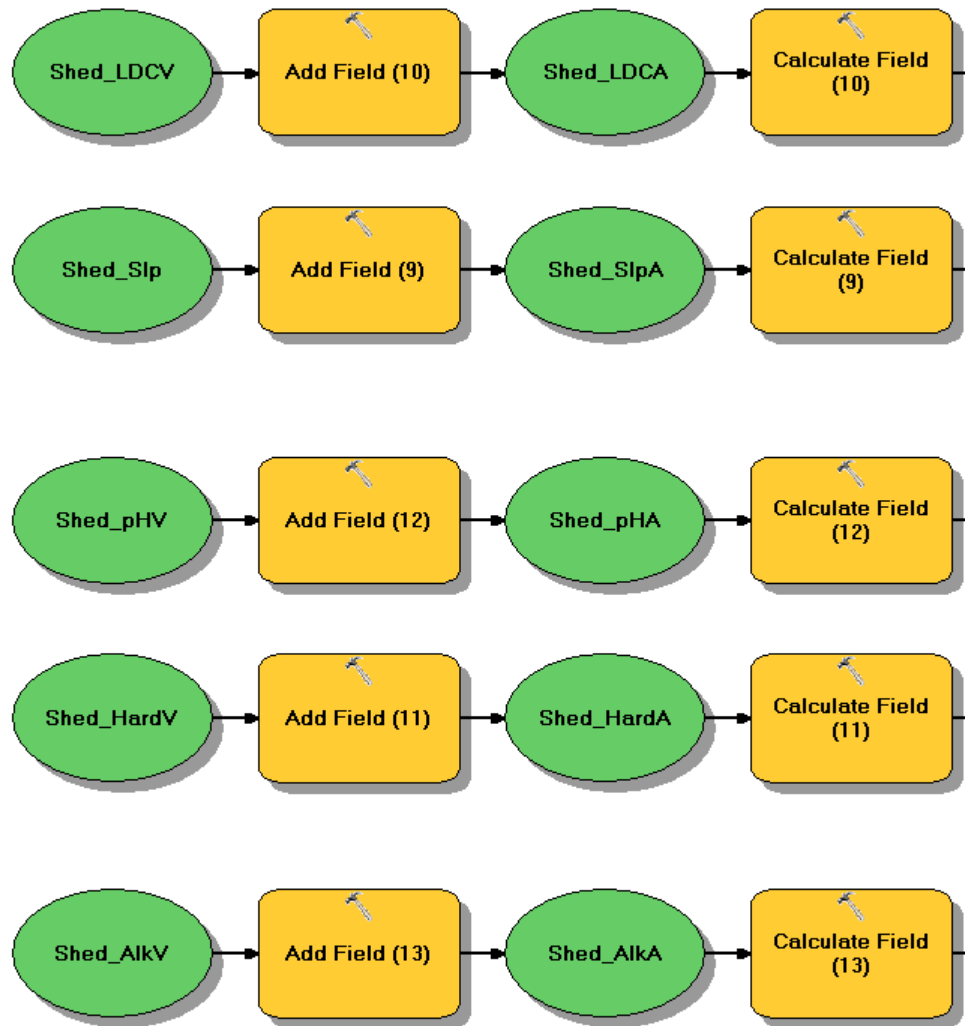 Shed_LDCV
Add Field (10)
Shed_LDCA
Calculate Field
(10)
Shed_Slp
Add Field (9)
Shed_SlpA
Calculate Field
(9)
Shed_pHV
Add Field (12)
Shed_pHA
Calculate Field
(12)
Shed_HardV
Add Field (11)
Shed_HardA
Calculate Field
(11)
Shed_AlkV
Add Field (13)
Shed_AlkA
Calculate Field
(13)